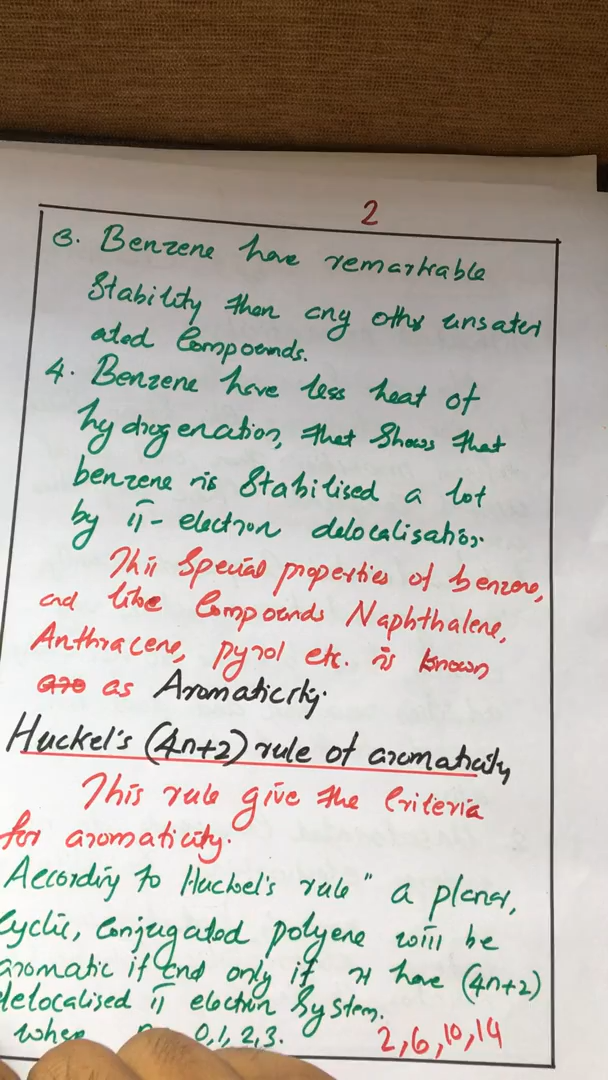 2
3. Benzene have remarkable
Stability then any othr unsater
ated Compounds.
4. Benzene have less heat of
hydrogenation, that Shows that
benzene is Stabilised a lot
by π- electron delocalisation.
This Special properties of benzene,
and like Compounds Naphthalene,
Anthracene, pyrol etc. is known
as Aromaticity.
Huckel's (4n+2) rule of aromaticity
This rule give the Criteria
for aromaticity.
According to Huckel's rule " a planar,
Cyclic, Conjugated polyene will be
aromatic if and only if it have (4n+2)
delocalised π electron System.
when 0,1,2,3. 2,6,10,14